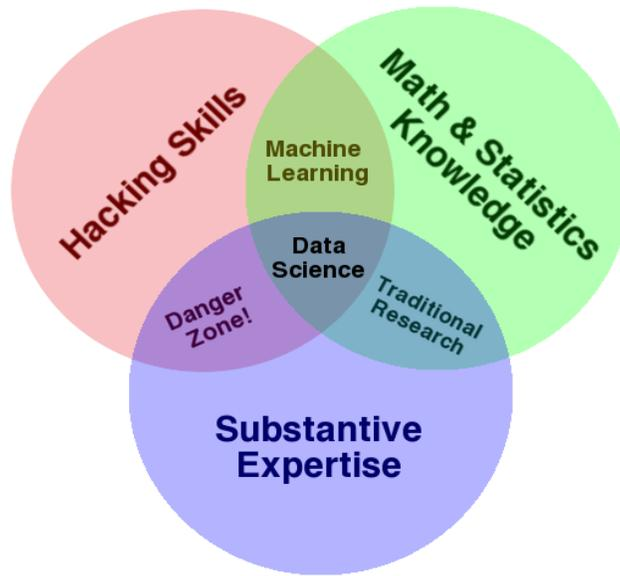 Hacking Skills
Math & Statistics
Knowledge
Machine
Learning
Data
Science
Danger
Zone!
Traditional
Research
Substantive
Expertise